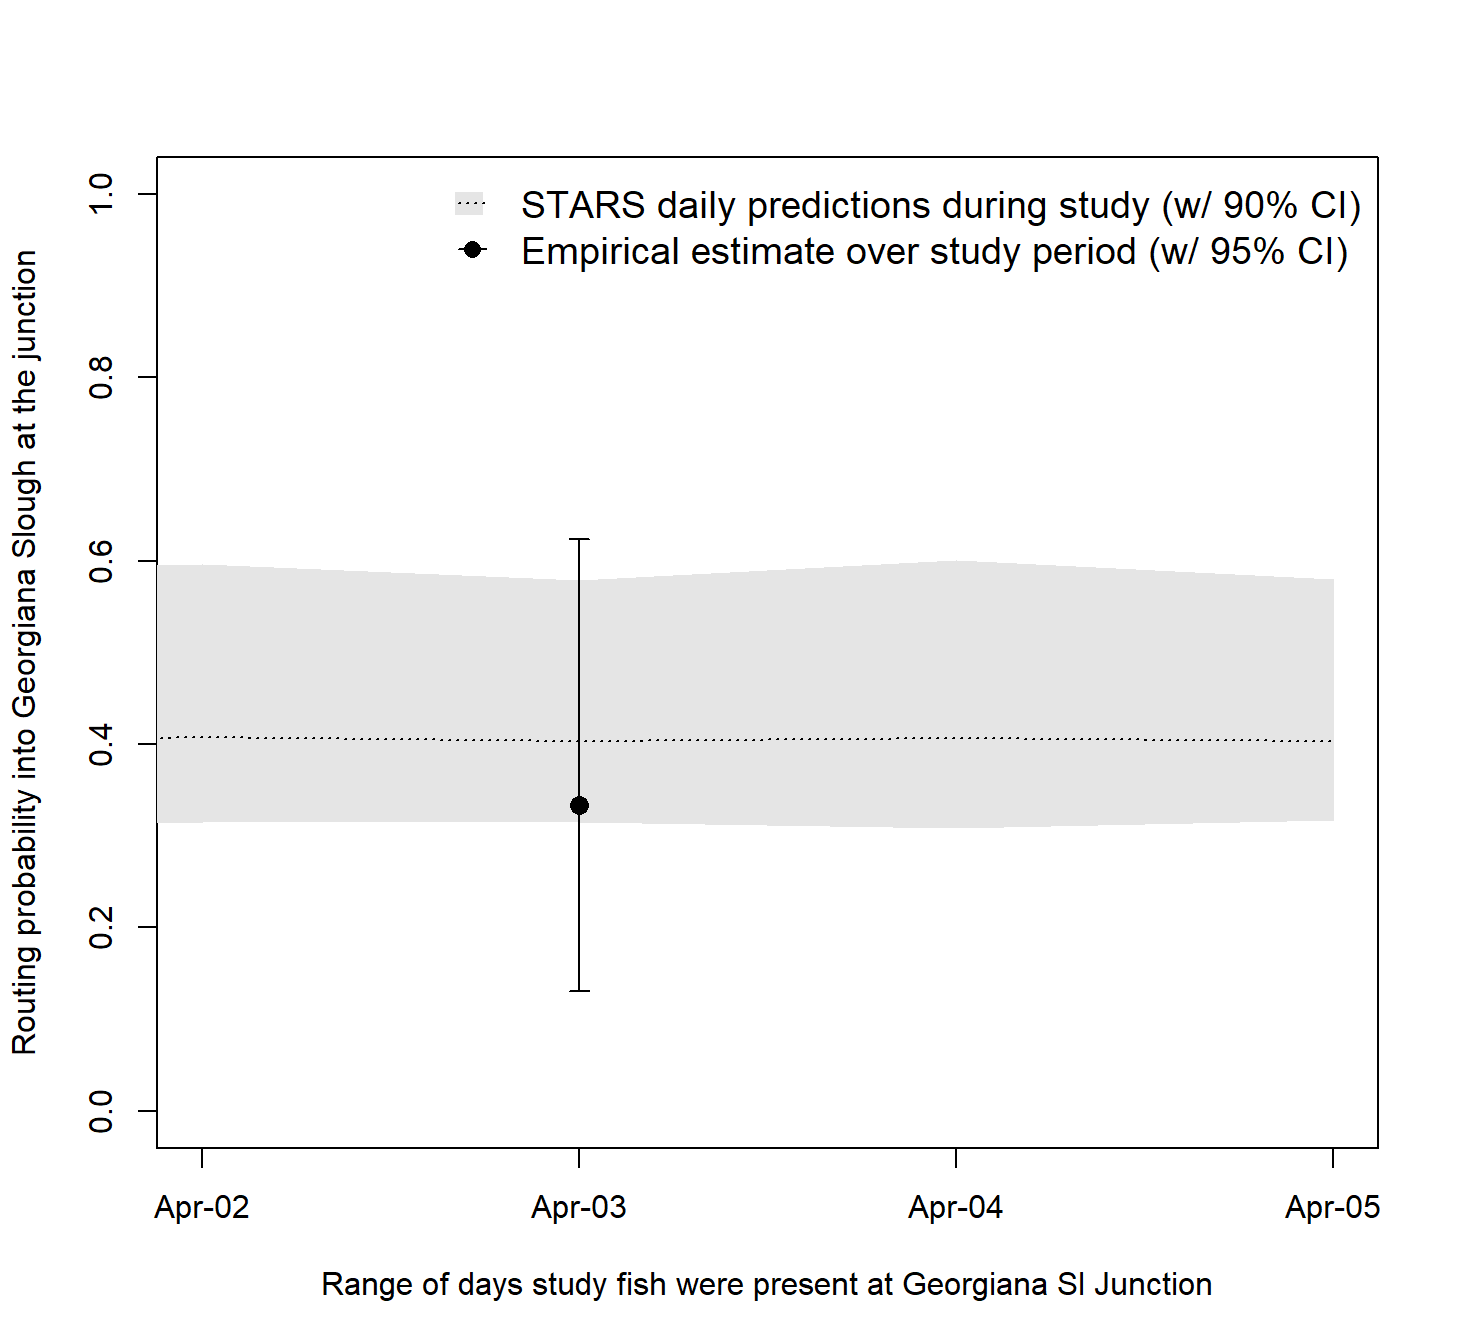 STARS daily predictions during study (w/ 90% CI)
Empirical estimate over study period (w/ 95% CI)
Routing probability into Georgiana Slough at the junction
1.0
0.8
0.6
0.4
0.2
0.0
Apr-02 Apr-03 Apr-04 Apr-05
Range of days study fish were present at Georgiana Sl Junction